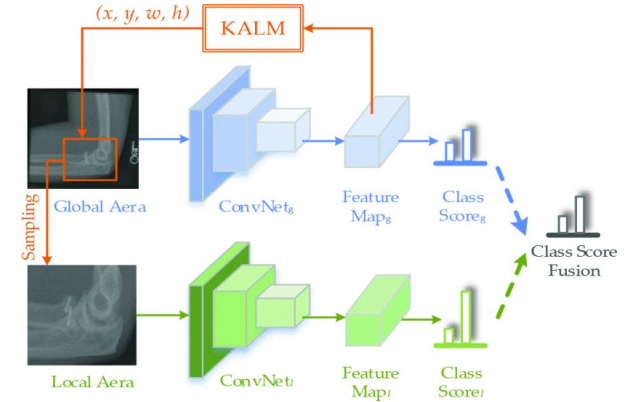 (x, y, w, h)
KALM
Global Aera
ConvNetg
Feature
Mapg
Class
Scoreg
Sampling
Class Score
Fusion
Local Aera
ConvNetl
Feature
Mapl
Class
Scorel